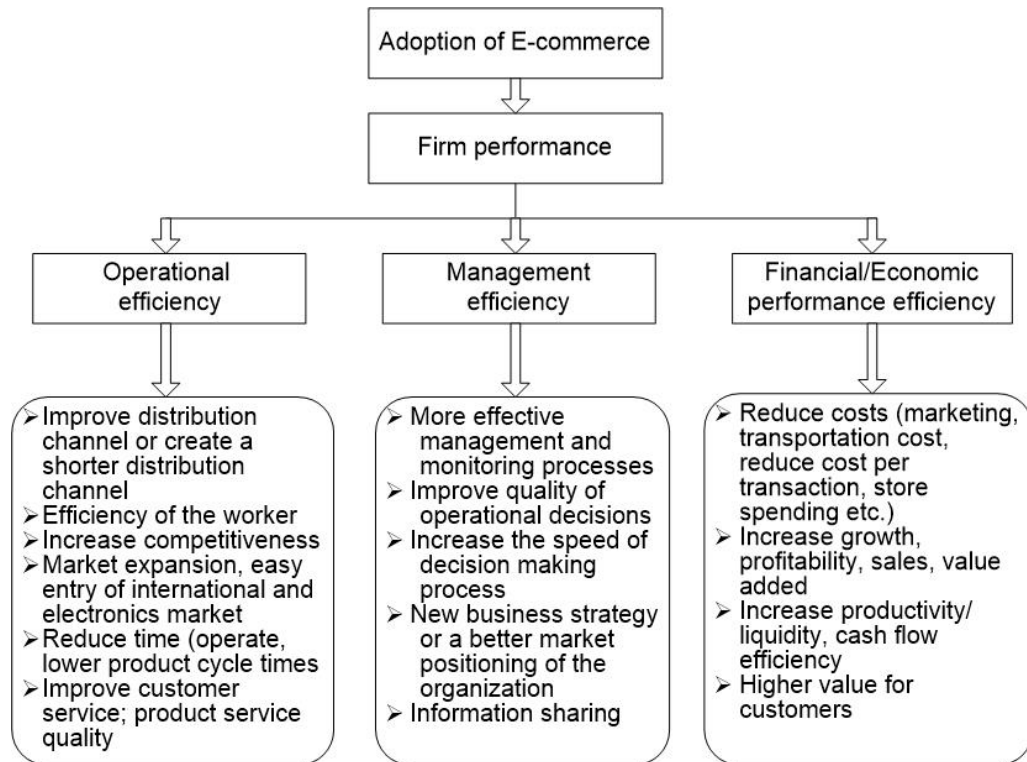 Adoption of E-commerce
Firm performance
Operational
efficiency
Management
efficiency
Financial/Economic
performance efficiency
➢Improve distribution
channel or create a
shorter distribution
channel
➢Efficiency of the worker
➢Increase competitiveness
➢Market expansion, easy
entry of international and
electronics market
➢Reduce time (operate,
lower product cycle times
➢Improve customer
service; product service
quality
➢ More effective
management and
monitoring processes
➢ Improve quality of
operational decisions
➢ Increase the speed of
decision making
process
➢ New business strategy
or a better market
positioning of the
organization
➢ Information sharing
➢ Reduce costs (marketing,
transportation cost,
reduce cost per
transaction, store
spending etc.)
➢ Increase growth,
profitability, sales, value
added
➢ Increase productivity/
liquidity, cash flow
efficiency
➢ Higher value for
customers